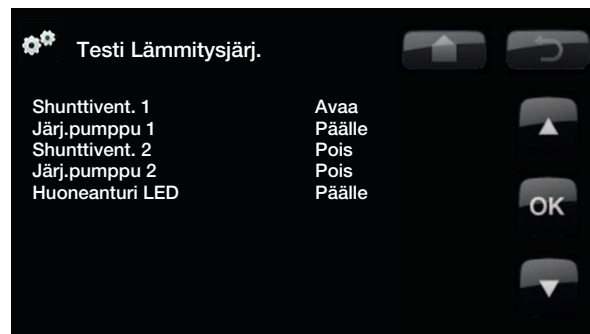 Testi Lämmitysjärj.
Shunttivent. 1 Avaa
Järj.pumppu 1 Päälle
Shunttivent. 2 Pois
Järj.pumppu 2 Pois
Huoneanturi LED Päälle
OK